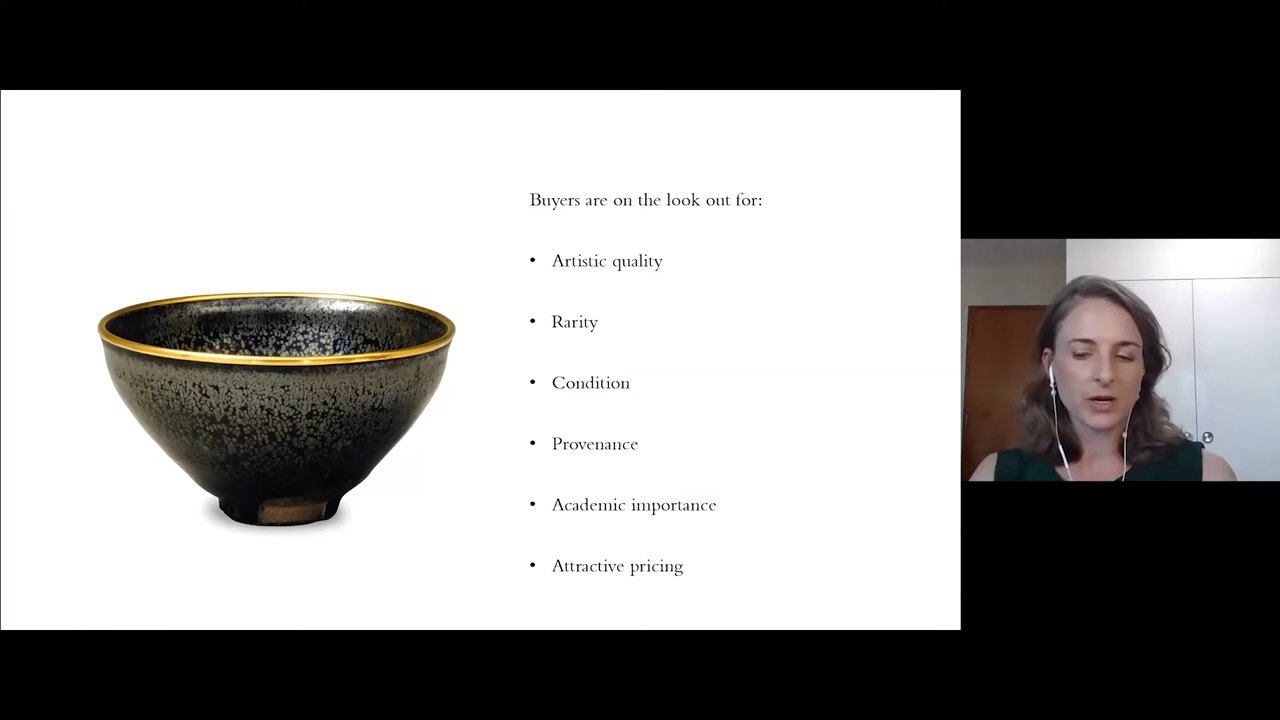 Buyers are on the look out for:
• Artistic quality
• Rarity
• Condition
• Provenance
• Academic importance
• Attractive pricing